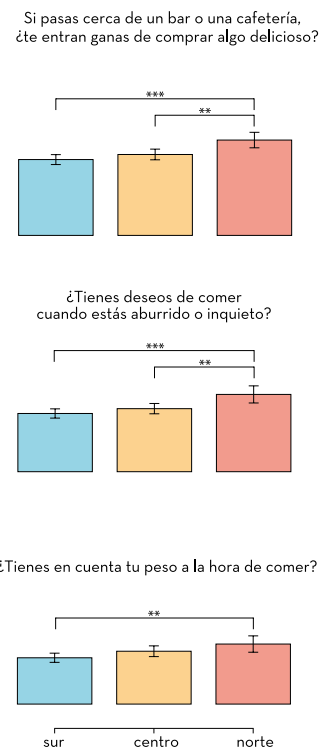 Si pasas cerca de un bar o una cafetería,
¿te entran ganas de comprar algo delicioso?
***
**
¿Tienes deseos de comer
cuando estás aburrido o inquieto?
***
**
¿Tienes en cuenta tu peso a la hora de comer?
**
sur centro norte